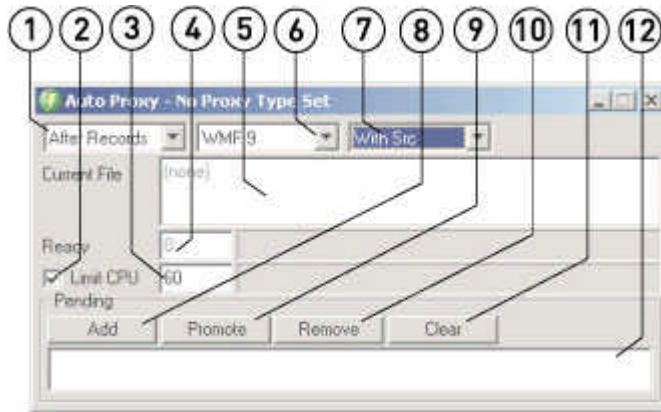 1 2 3 4 5 6 7 8 9 10 11 12
Auto Proxy - No Proxy Type Set
After Records WMF 9 With Src
Current File (none)
Ready 0
Limit CPU 60
Pending
Add Promote Remove Clear